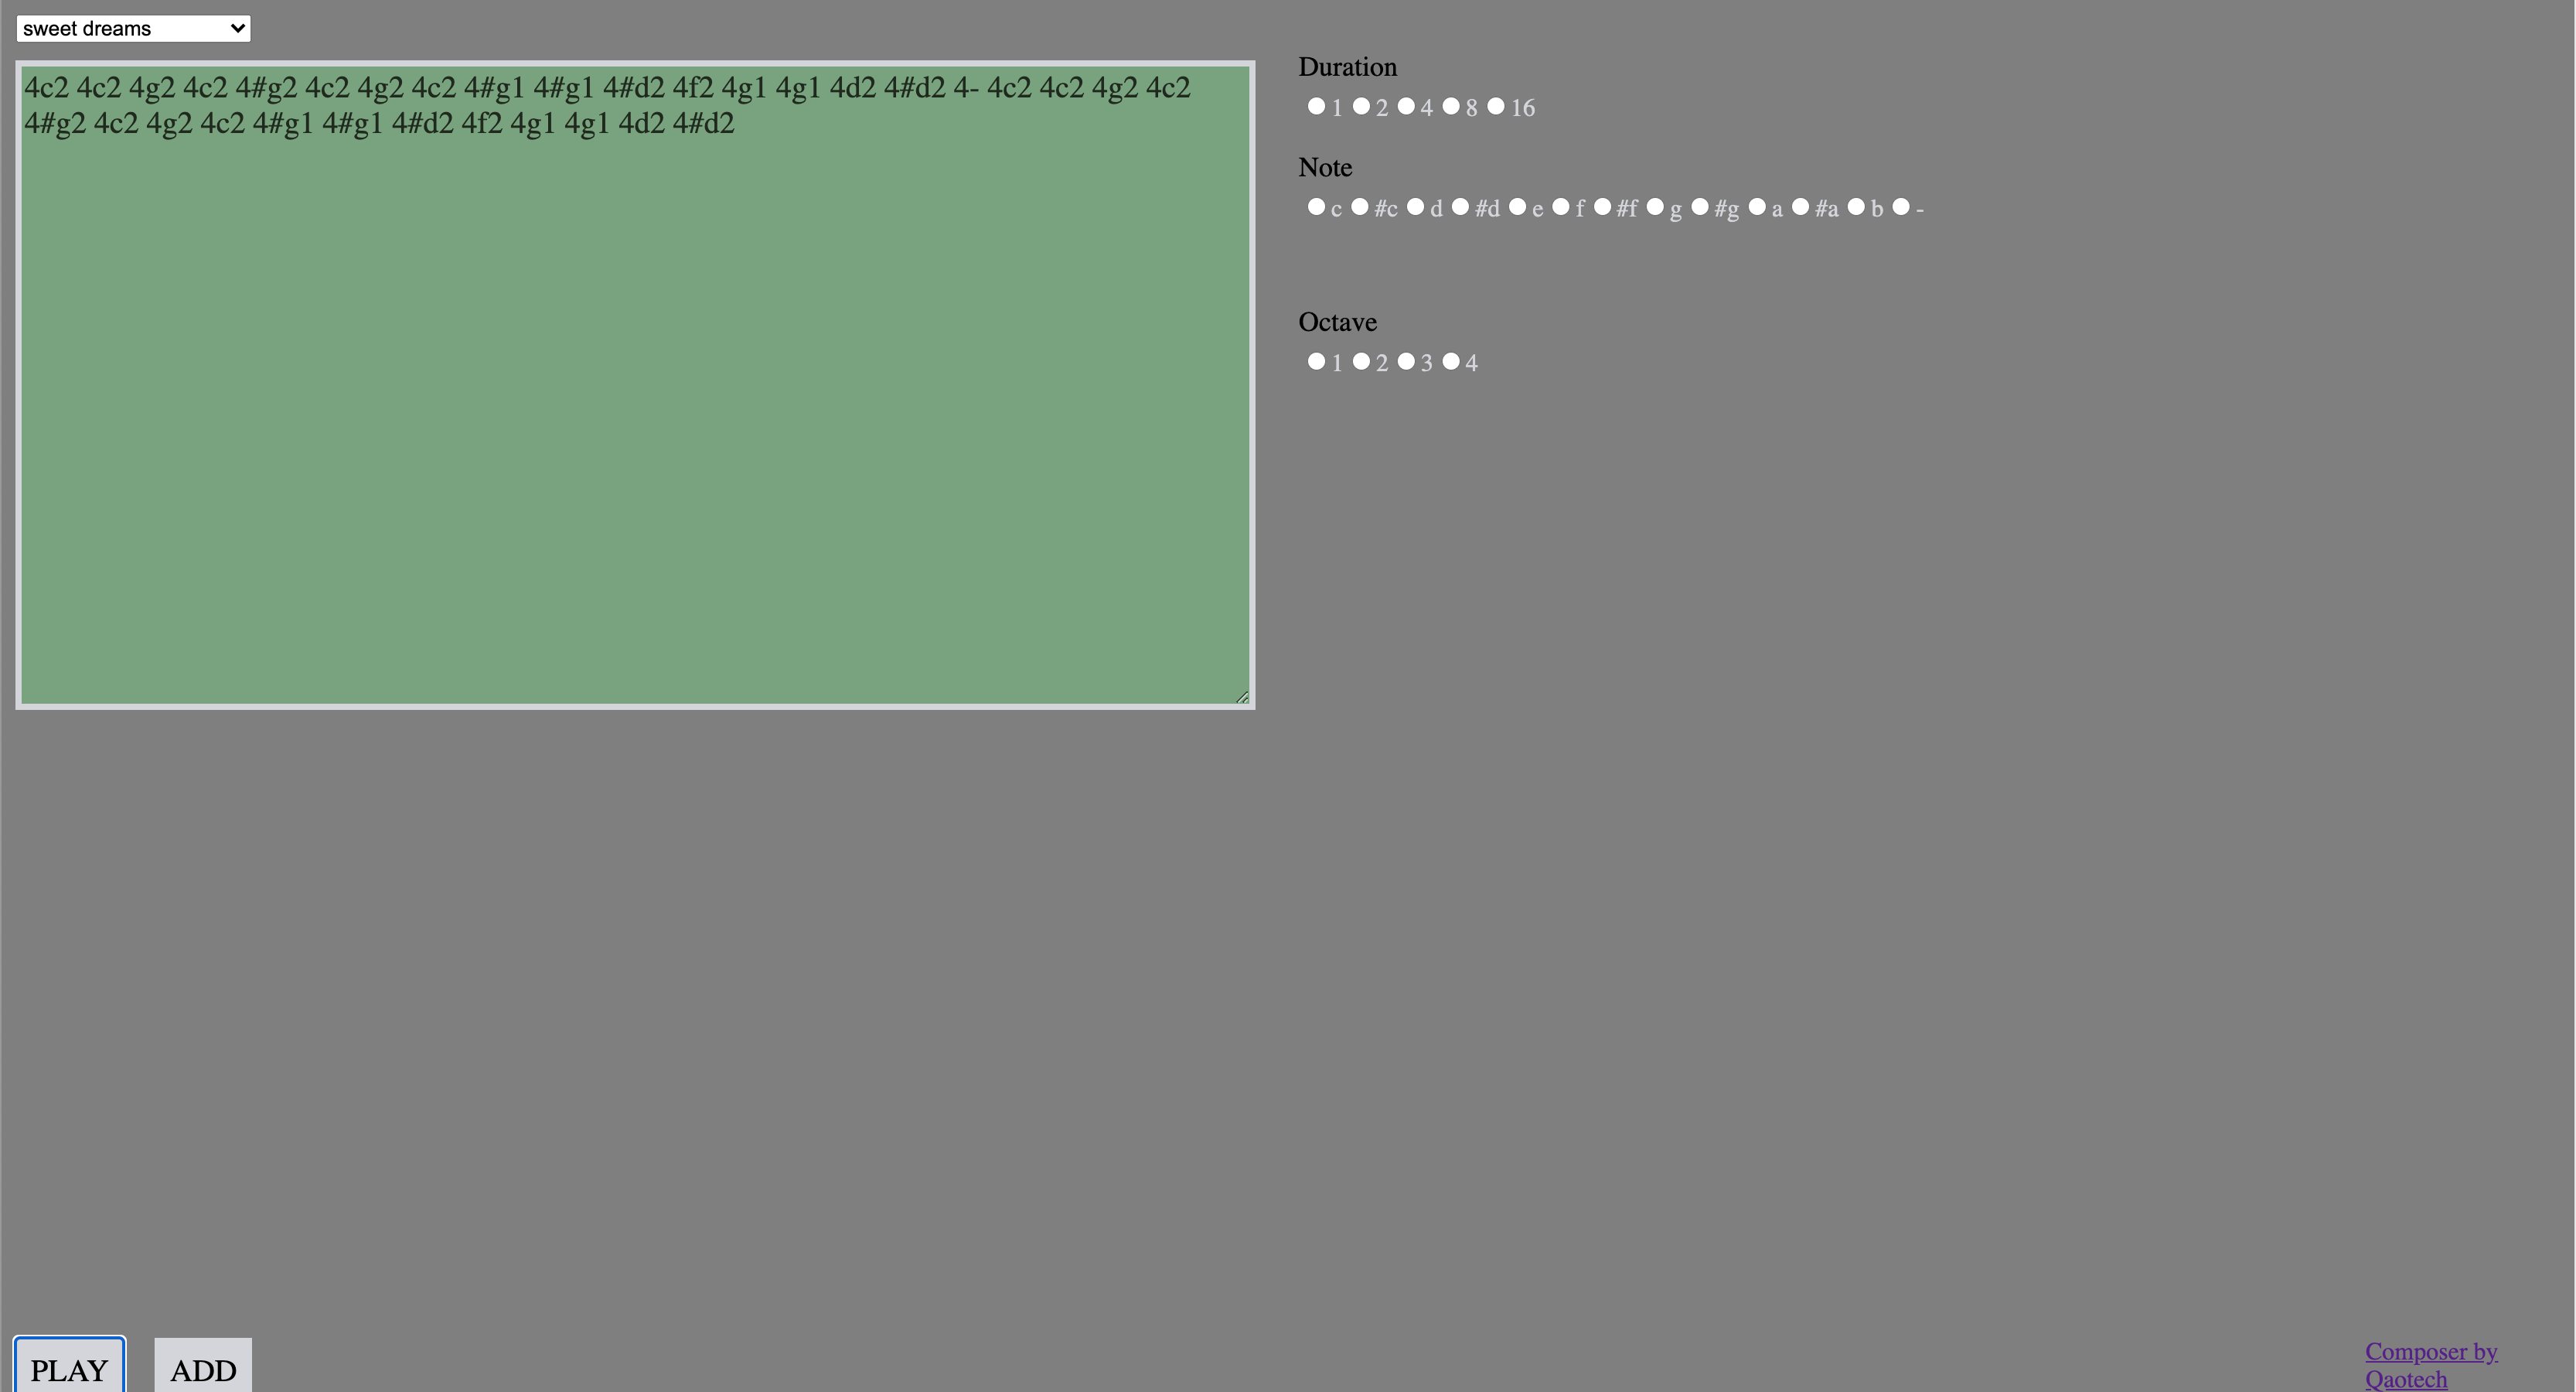 sweet dreams
4c2 4c2 4g2 4c2 4#g2 4c2 4g2 4c2 4#g1 4#g1 4#d2 4f2 4g1 4g1 4d2 4#d2 4- 4c2 4c2 4g2 4c2
4#g2 4c2 4g2 4c2 4#g1 4#g1 4#d2 4f2 4g1 4g1 4d2 4#d2
Duration
1 2 4 8 16
Note
c #c d #d e f #f g #g a #a b -
Octave
1 2 3 4
PLAY ADD
Composer by
Qaotech